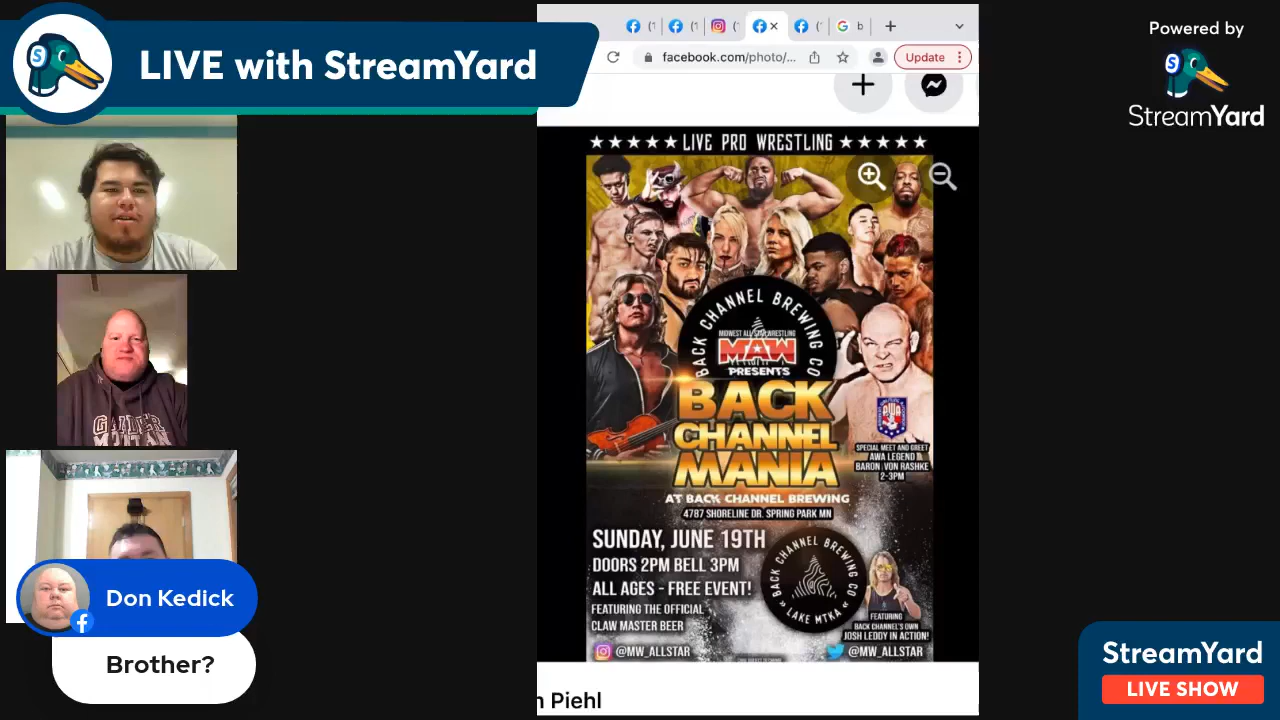 LIVE with StreamYard
Powered by
StreamYard
facebook.com/photo/...
Update
★★★★★ LIVE PRO WRESTLING ★★★★★
BACK CHANNEL BREWING CO
MIDWEST ALL STAR WRESTLING
MAW
PRESENTS
BACK
CHANNEL
MANIA
AT BACK CHANNEL BREWING
4787 SHORELINE DR. SPRING PARK MN
AWA
SPECIAL MEET AND GREET
AWA LEGEND
BARON VON RASHKE
2-3PM
SUNDAY, JUNE 19TH
DOORS 2PM BELL 3PM
ALL AGES - FREE EVENT!
FEATURING THE OFFICIAL
CLAW MASTER BEER
BACK CHANNEL BREWING CO
LAKE MTKA
FEATURING
BACK CHANNEL'S OWN
JOSH LEDDY IN ACTION!
@MW_ALLSTAR
@MW_ALLSTAR
n Piehl
Don Kedick
Brother?
StreamYard
LIVE SHOW